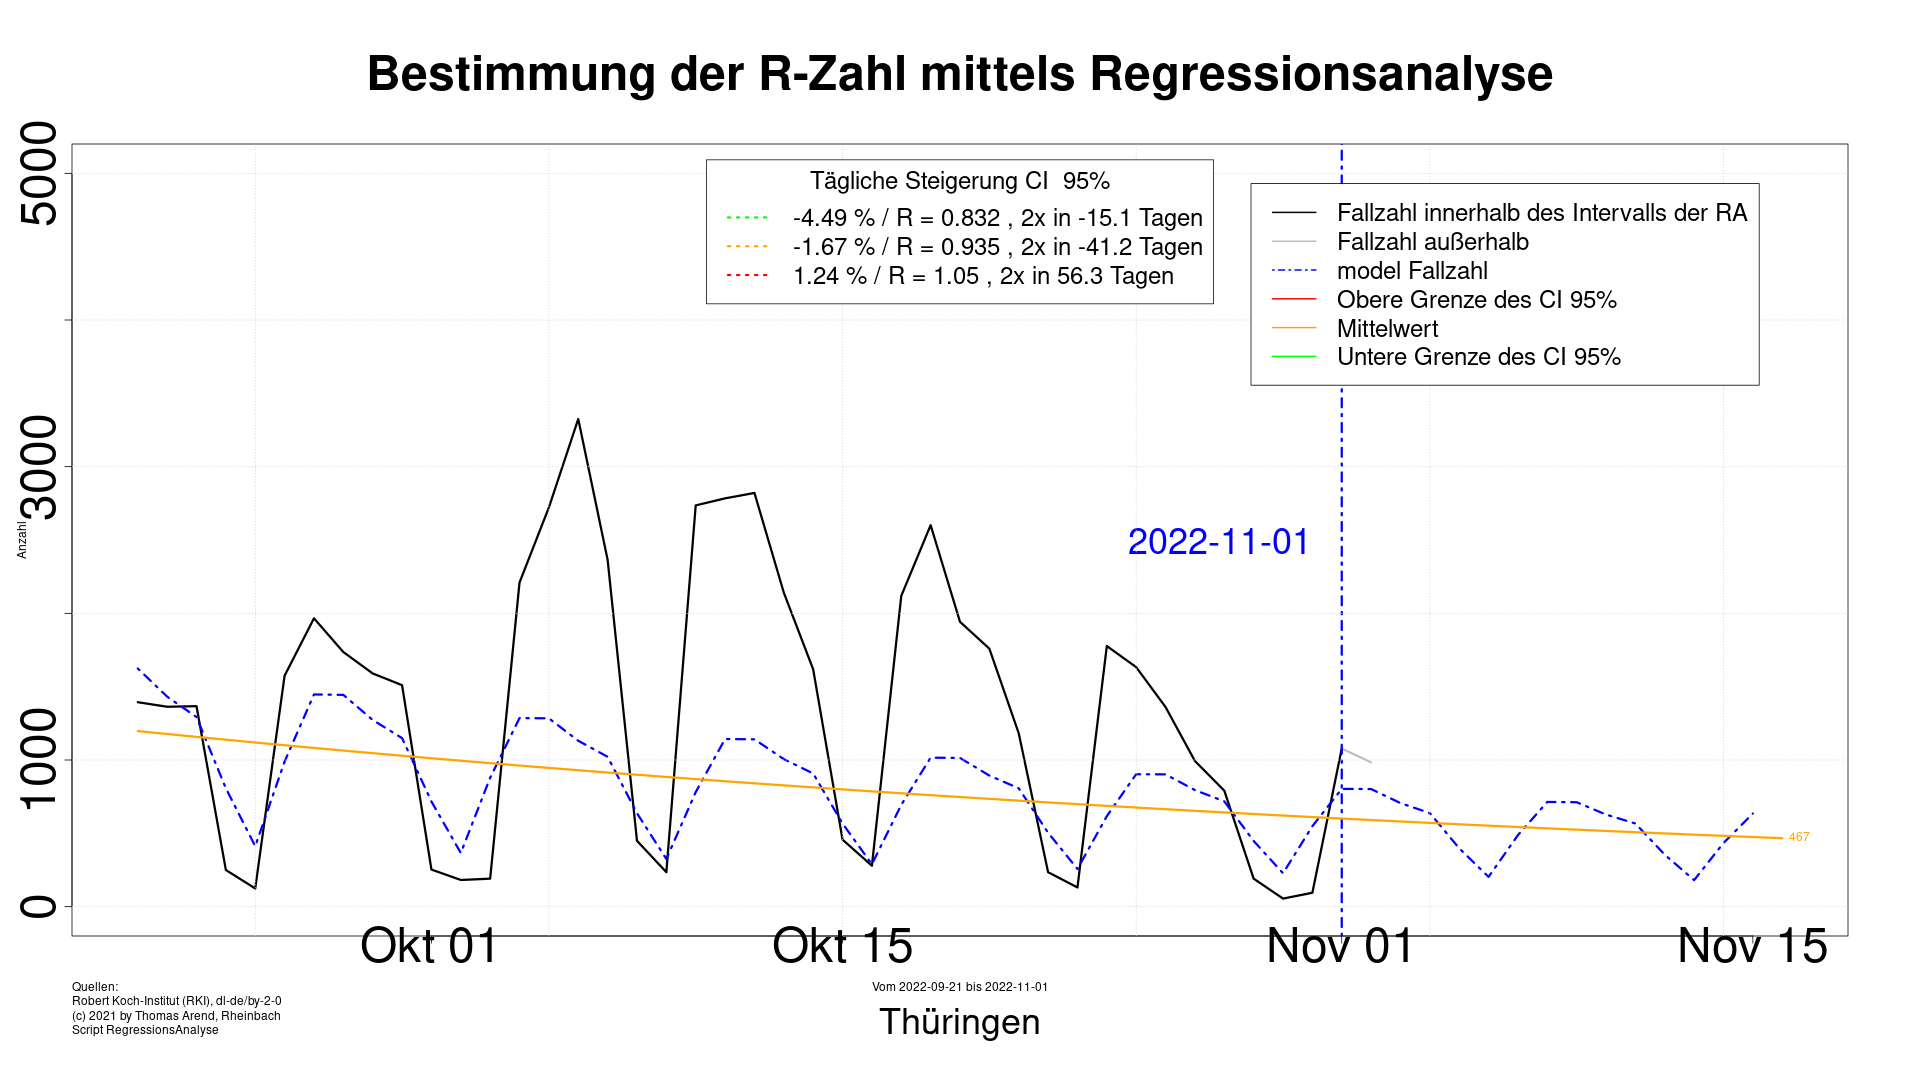 Bestimmung der R-Zahl mittels Regressionsanalyse
5000
3000
1000
0
Anzahl
Tägliche Steigerung CI  95%
-4.49 % / R = 0.832 , 2x in -15.1 Tagen
-1.67 % / R = 0.935 , 2x in -41.2 Tagen
1.24 % / R = 1.05 , 2x in 56.3 Tagen
Fallzahl innerhalb des Intervalls der RA
Fallzahl außerhalb
model Fallzahl
Obere Grenze des CI 95%
Mittelwert
Untere Grenze des CI 95%
2022-11-01
467
Okt 01
Okt 15
Nov 01
Nov 15
Quellen:
Robert Koch-Institut (RKI), dl-de/by-2-0
(c) 2021 by Thomas Arend, Rheinbach
Script RegressionsAnalyse
Vom 2022-09-21 bis 2022-11-01
Thüringen